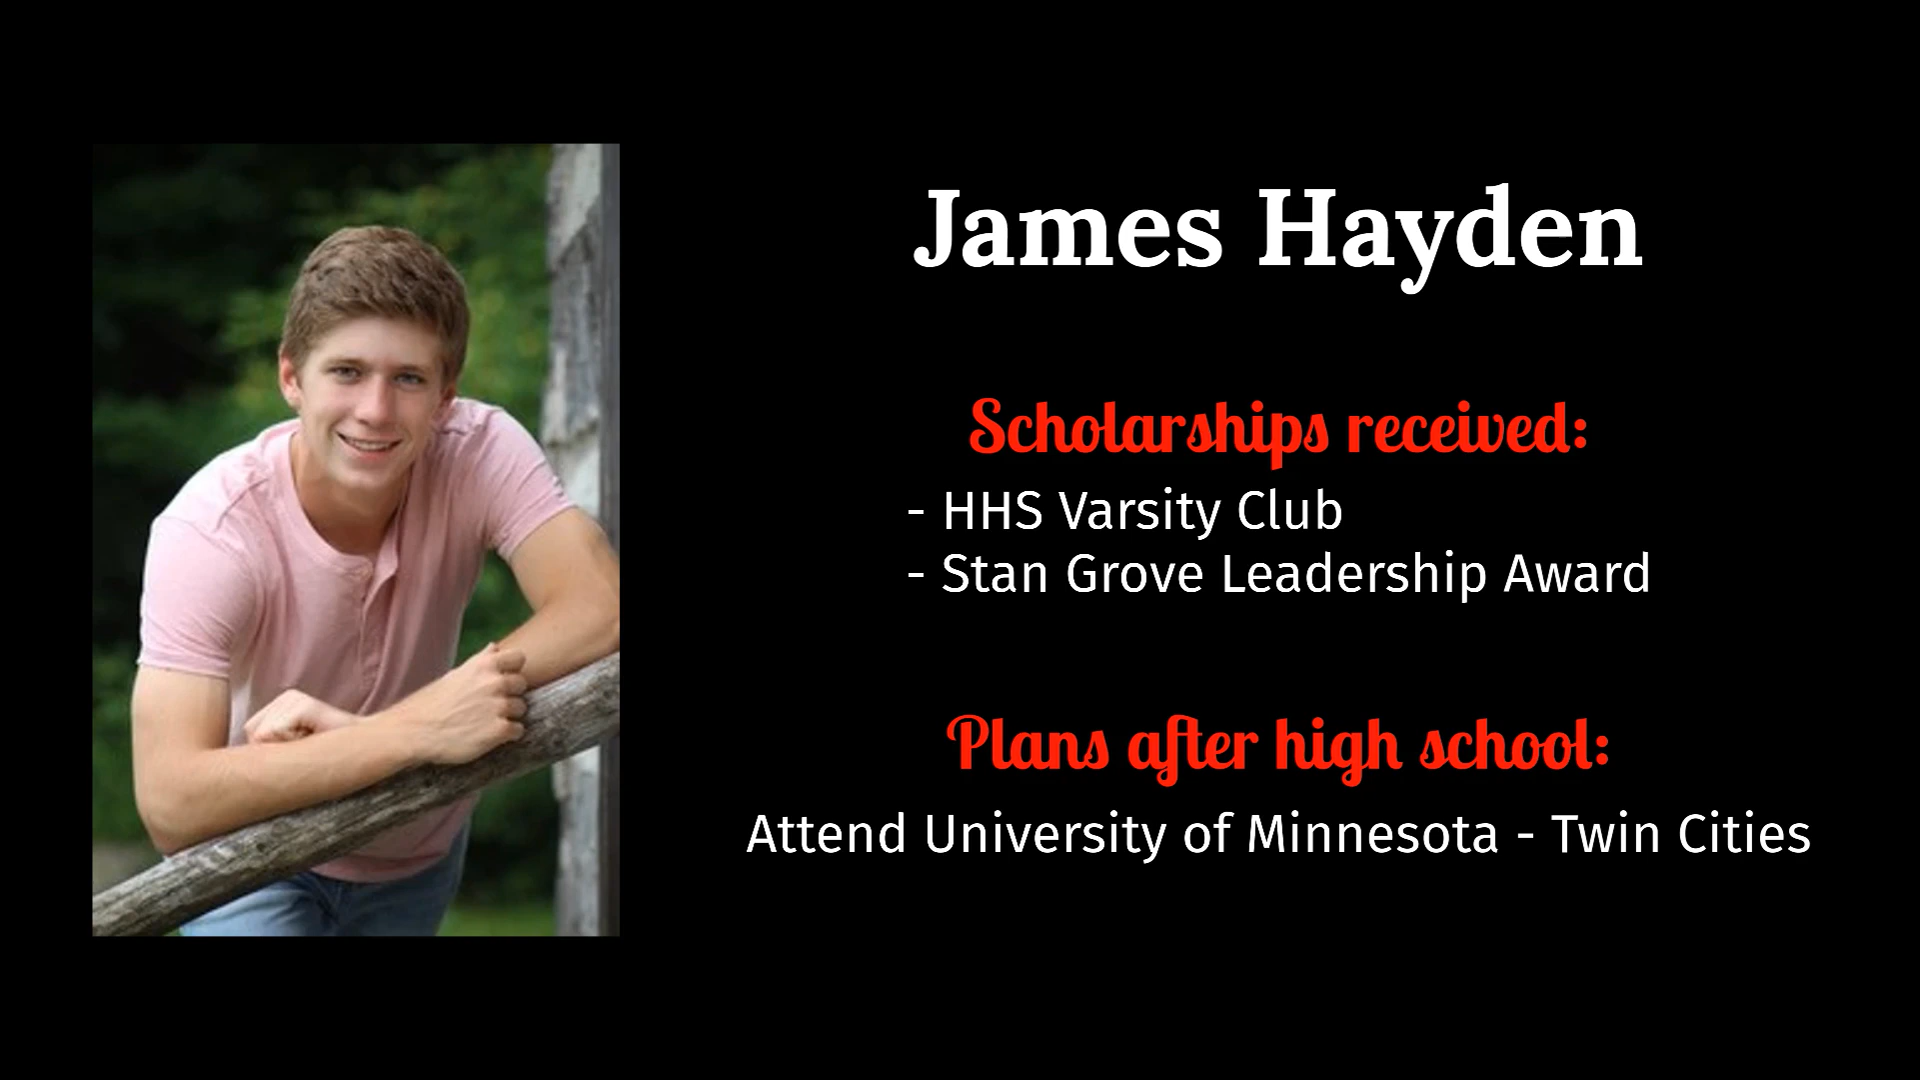 James Hayden
Scholarships received:
- HHS Varsity Club
- Stan Grove Leadership Award
Plans after high school:
Attend University of Minnesota - Twin Cities